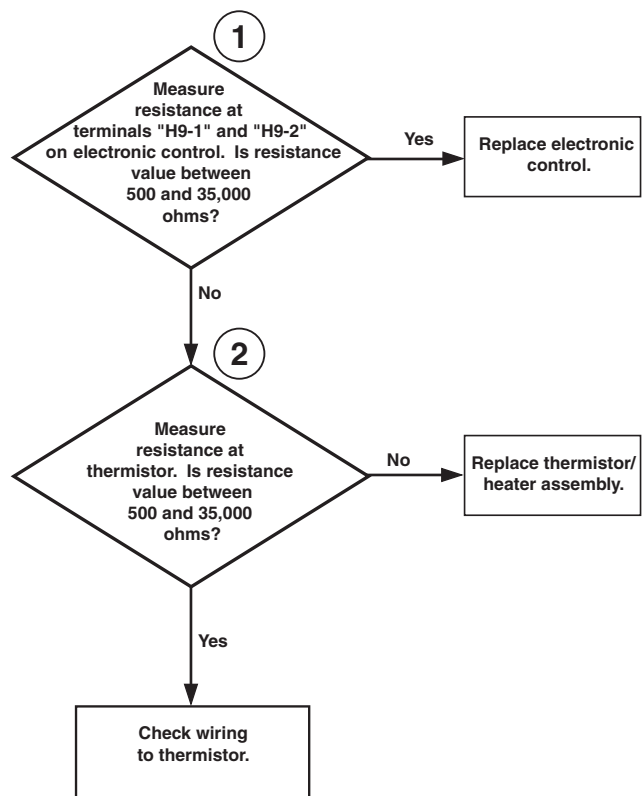 1
Measure
resistance at
terminals "H9-1" and "H9-2"
on electronic control.  Is resistance
value between
500 and 35,000
ohms?
Yes
Replace electronic
control.
No
2
Measure
resistance at
thermistor.  Is resistance
value between
500 and 35,000
ohms?
No
Replace thermistor/
heater assembly.
Yes
Check wiring
to thermistor.